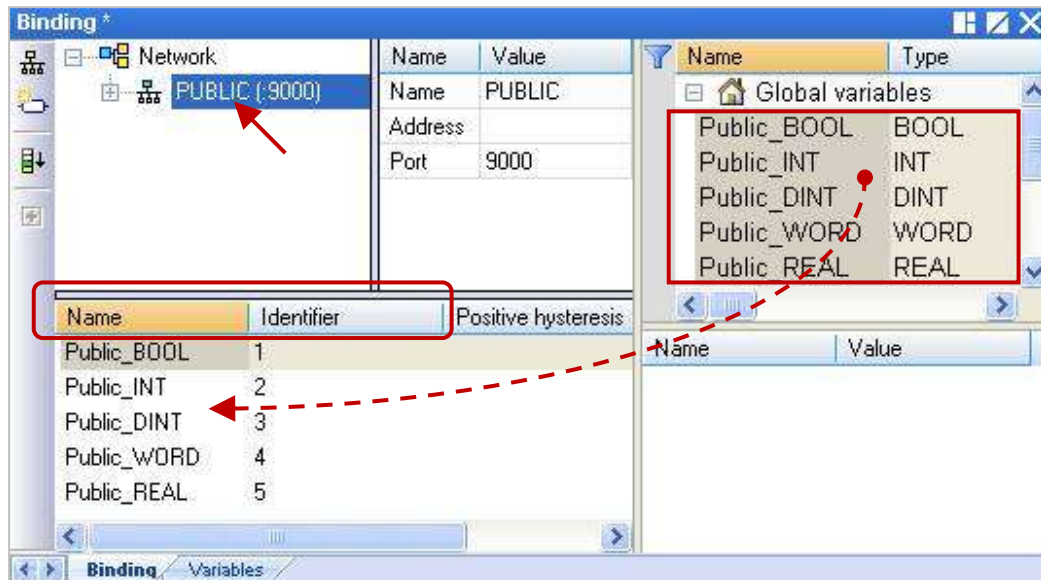 Binding *
Network
PUBLIC (:9000)
Name Value
Name PUBLIC
Address
Port 9000
Name Type
Global variables
Public_BOOL BOOL
Public_INT INT
Public_DINT DINT
Public_WORD WORD
Public_REAL REAL
Name Identifier Positive hysteresis
Public_BOOL 1
Public_INT 2
Public_DINT 3
Public_WORD 4
Public_REAL 5
Name Value
Binding Variables